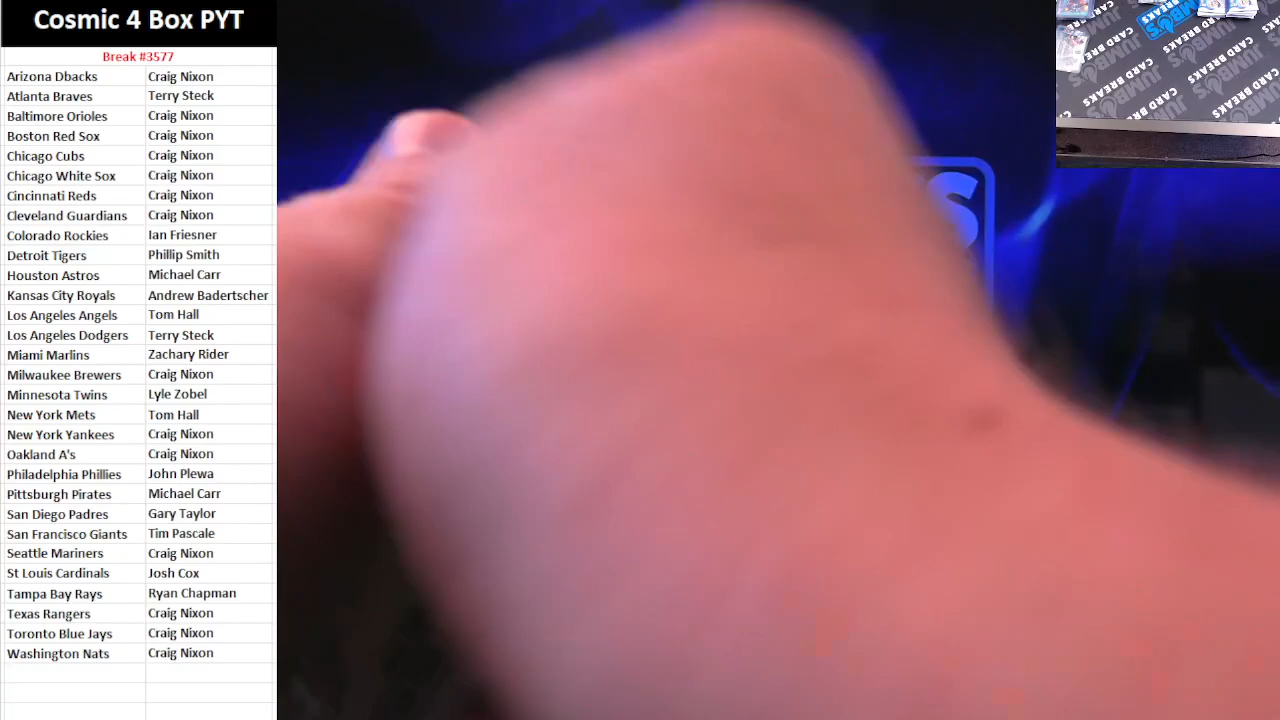 Cosmic 4 Box PYT
Break #3577
Arizona Dbacks Craig Nixon
Atlanta Braves Terry Steck
Baltimore Orioles Craig Nixon
Boston Red Sox Craig Nixon
Chicago Cubs Craig Nixon
Chicago White Sox Craig Nixon
Cincinnati Reds Craig Nixon
Cleveland Guardians Craig Nixon
Colorado Rockies Ian Friesner
Detroit Tigers Phillip Smith
Houston Astros Michael Carr
Kansas City Royals Andrew Badertscher
Los Angeles Angels Tom Hall
Los Angeles Dodgers Terry Steck
Miami Marlins Zachary Rider
Milwaukee Brewers Craig Nixon
Minnesota Twins Lyle Zobel
New York Mets Tom Hall
New York Yankees Craig Nixon
Oakland A's Craig Nixon
Philadelphia Phillies John Plewa
Pittsburgh Pirates Michael Carr
San Diego Padres Gary Taylor
San Francisco Giants Tim Pascale
Seattle Mariners Craig Nixon
St Louis Cardinals Josh Cox
Tampa Bay Rays Ryan Chapman
Texas Rangers Craig Nixon
Toronto Blue Jays Craig Nixon
Washington Nats Craig Nixon
CARD BREAKS
CARD BREAKS
CARD BREAKS